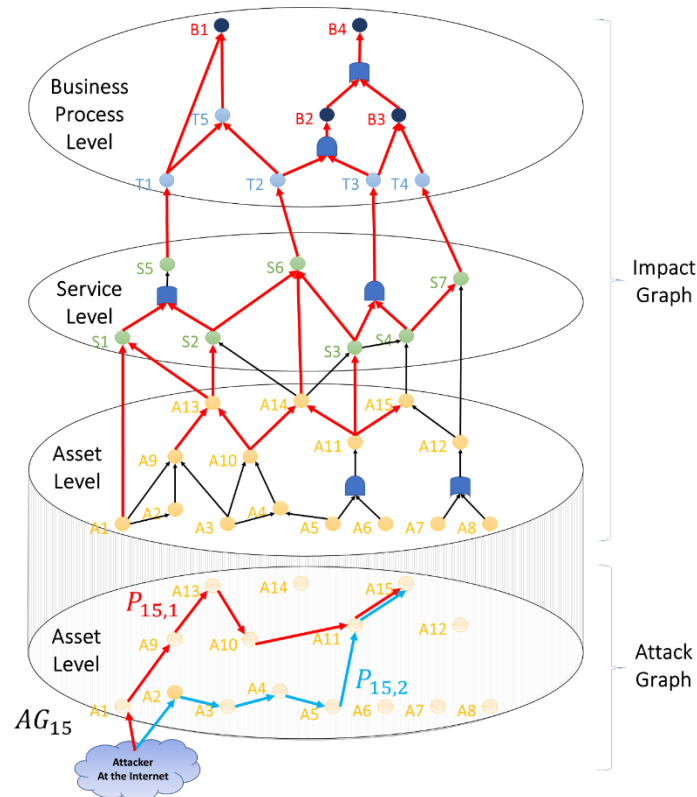 B1
B4
Business
Process
Level
T5
B2
B3
T1
T2
T3
T4
Impact
Graph
S5
S6
S7
Service
Level
S1
S2
S3
S4
A13
A14
A15
A11
A12
Asset
Level
A9
A10
A2
A4
A1
A3
A5
A6
A7
A8
A13
A14
A15
P15,1
Asset
Level
A9
A10
A11
A12
P15,2
Attack
Graph
A2
A4
A1
A3
A5
A6
A7
A8
AG15
Attacker
At the Internet